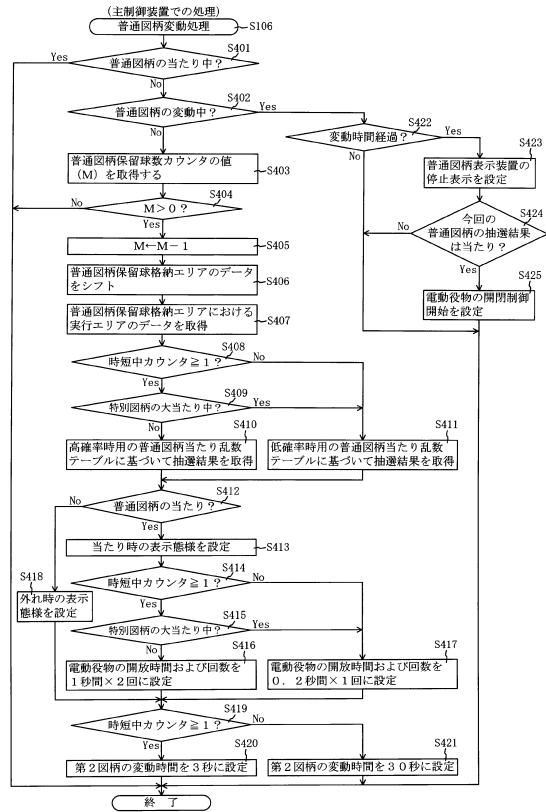 (主制御装置での処理)
普通図柄変動処理
S106
S401
普通図柄の当たり中?
Yes
No
S402
普通図柄の変動中?
Yes
No
S422
変動時間経過?
Yes
No
S423
普通図柄表示装置の
停止表示を設定
普通図柄保留球数カウンタの値
(M)を取得する
S403
S404
M>0?
No
Yes
S424
今回の
普通図柄の抽選結果
は当たり?
No
Yes
M←M-1
S405
普通図柄保留球格納エリアのデータ
をシフト
S406
S425
電動役物の開閉制御
開始を設定
普通図柄保留球格納エリアにおける
実行エリアのデータを取得
S407
S408
時短中カウンタ≧1?
No
Yes
S409
特別図柄の大当たり中?
Yes
No
S410
高確率時用の普通図柄当たり乱数
テーブルに基づいて抽選結果を取得
S411
低確率時用の普通図柄当たり乱数
テーブルに基づいて抽選結果を取得
S412
普通図柄の当たり?
No
Yes
当たり時の表示態様を設定
S413
S414
時短中カウンタ≧1?
No
Yes
S418
外れ時の表示
態様を設定
S415
特別図柄の大当たり中?
Yes
No
S416
電動役物の開放時間および回数を
1秒間×2回に設定
S417
電動役物の開放時間および回数を
0.2秒間×1回に設定
S419
時短中カウンタ≧1?
No
Yes
S420
第2図柄の変動時間を3秒に設定
S421
第2図柄の変動時間を30秒に設定
終 了